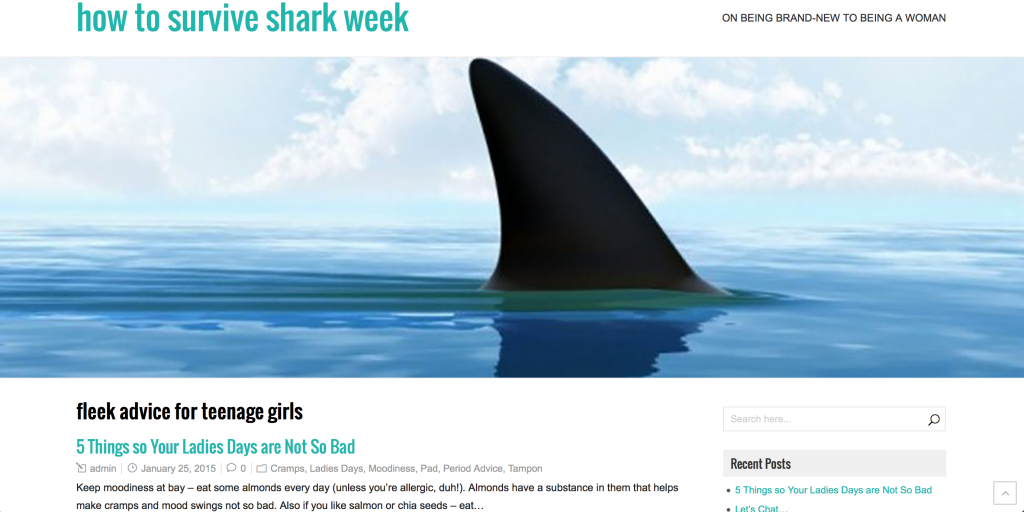 how to survive shark week
ON BEING BRAND-NEW TO BEING A WOMAN
fleek advice for teenage girls
5 Things so Your Ladies Days are Not So Bad
admin January 25, 2015 0 Cramps, Ladies Days, Moodiness, Pad, Period Advice, Tampon
Keep moodiness at bay – eat some almonds every day (unless you're allergic, duh!). Almonds have a substance in them that helps
make cramps and mood swings not so bad. Also if you like salmon or chia seeds – eat…
Search here...
Recent Posts
5 Things so Your Ladies Days are Not So Bad
Let's Chat…